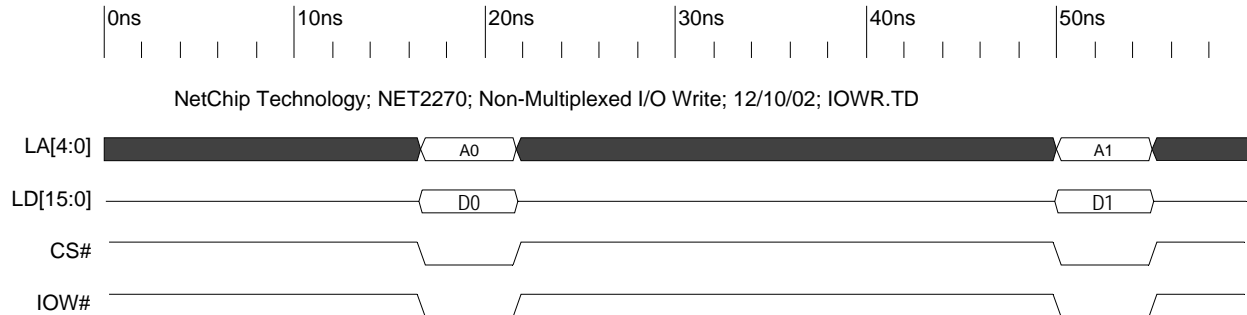 0ns 10ns 20ns 30ns 40ns 50ns
NetChip Technology; NET2270; Non-Multiplexed I/O Write; 12/10/02; IOWR.TD
LA[4:0] A0 A1
LD[15:0] D0 D1
CS#
IOW#